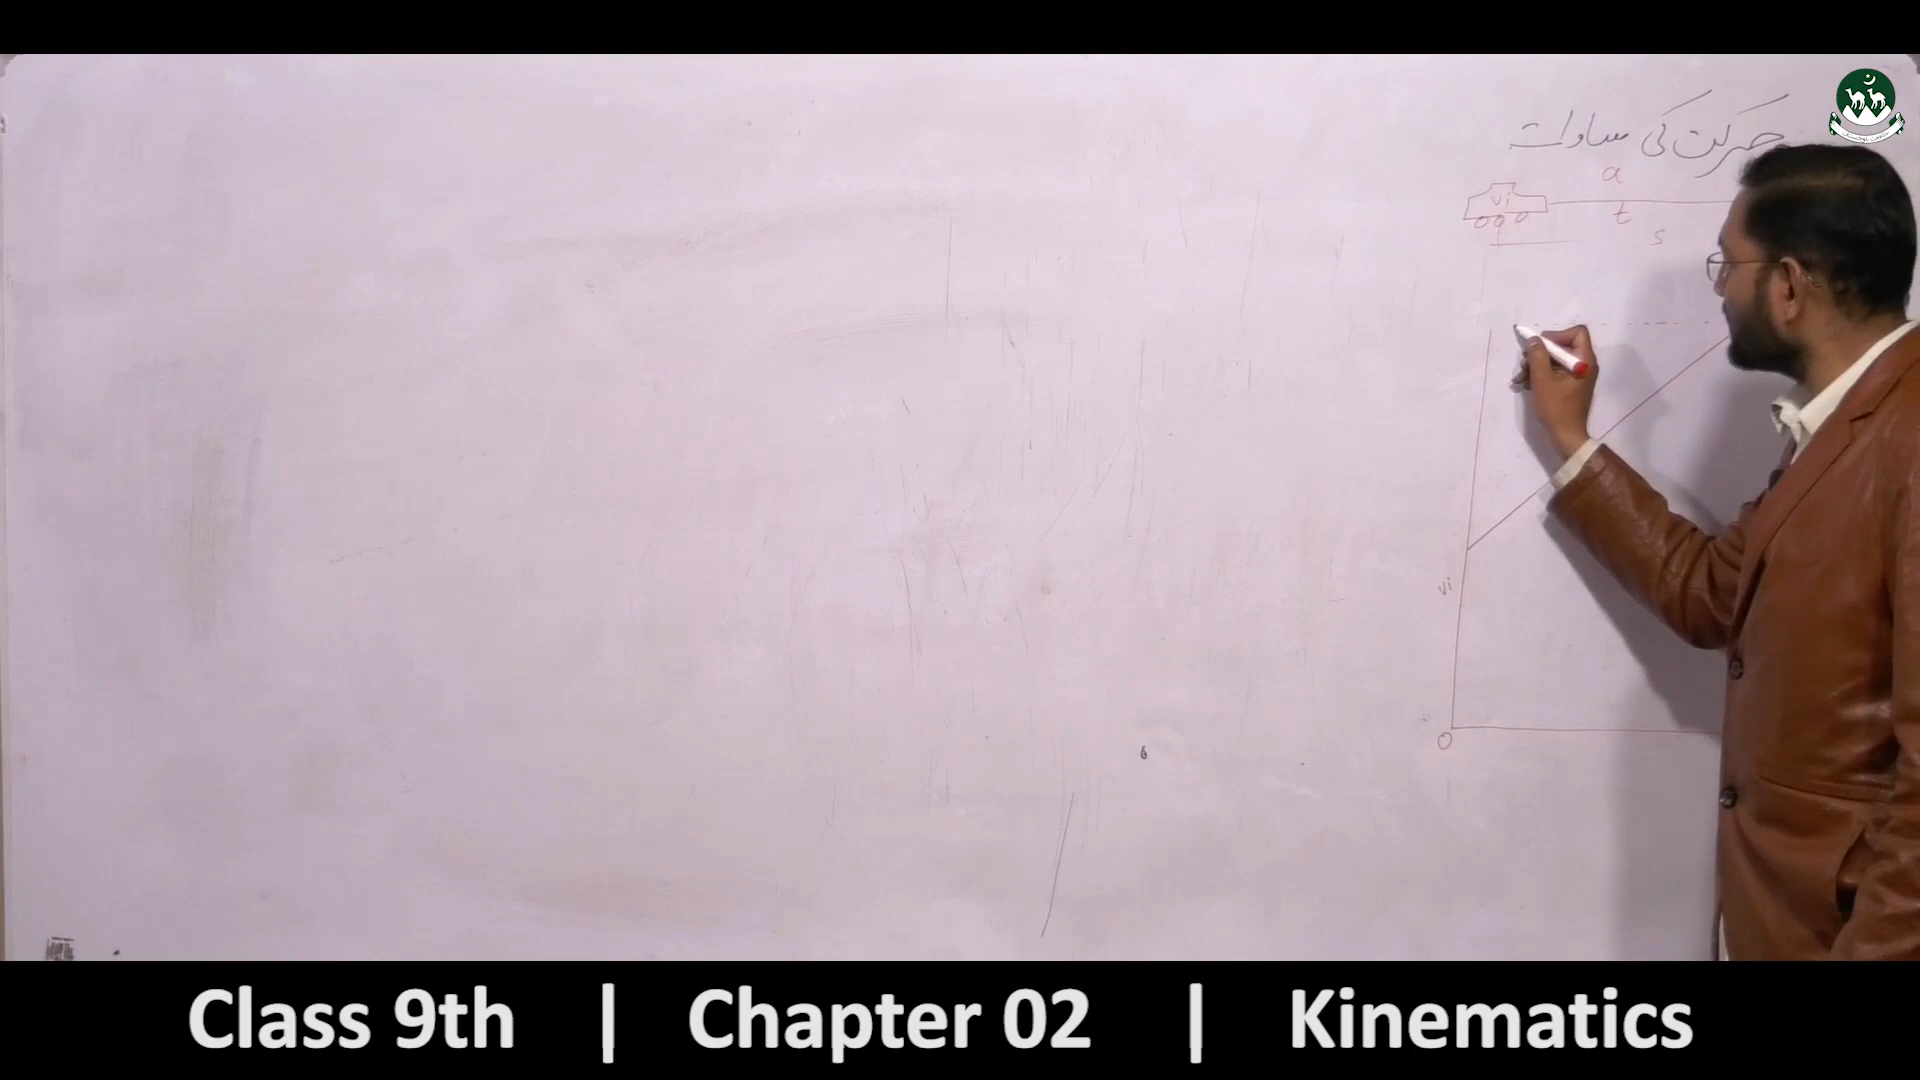 حرکت کی مساوات
a
vi
t
s
vi
O
Class 9th | Chapter 02 | Kinematics